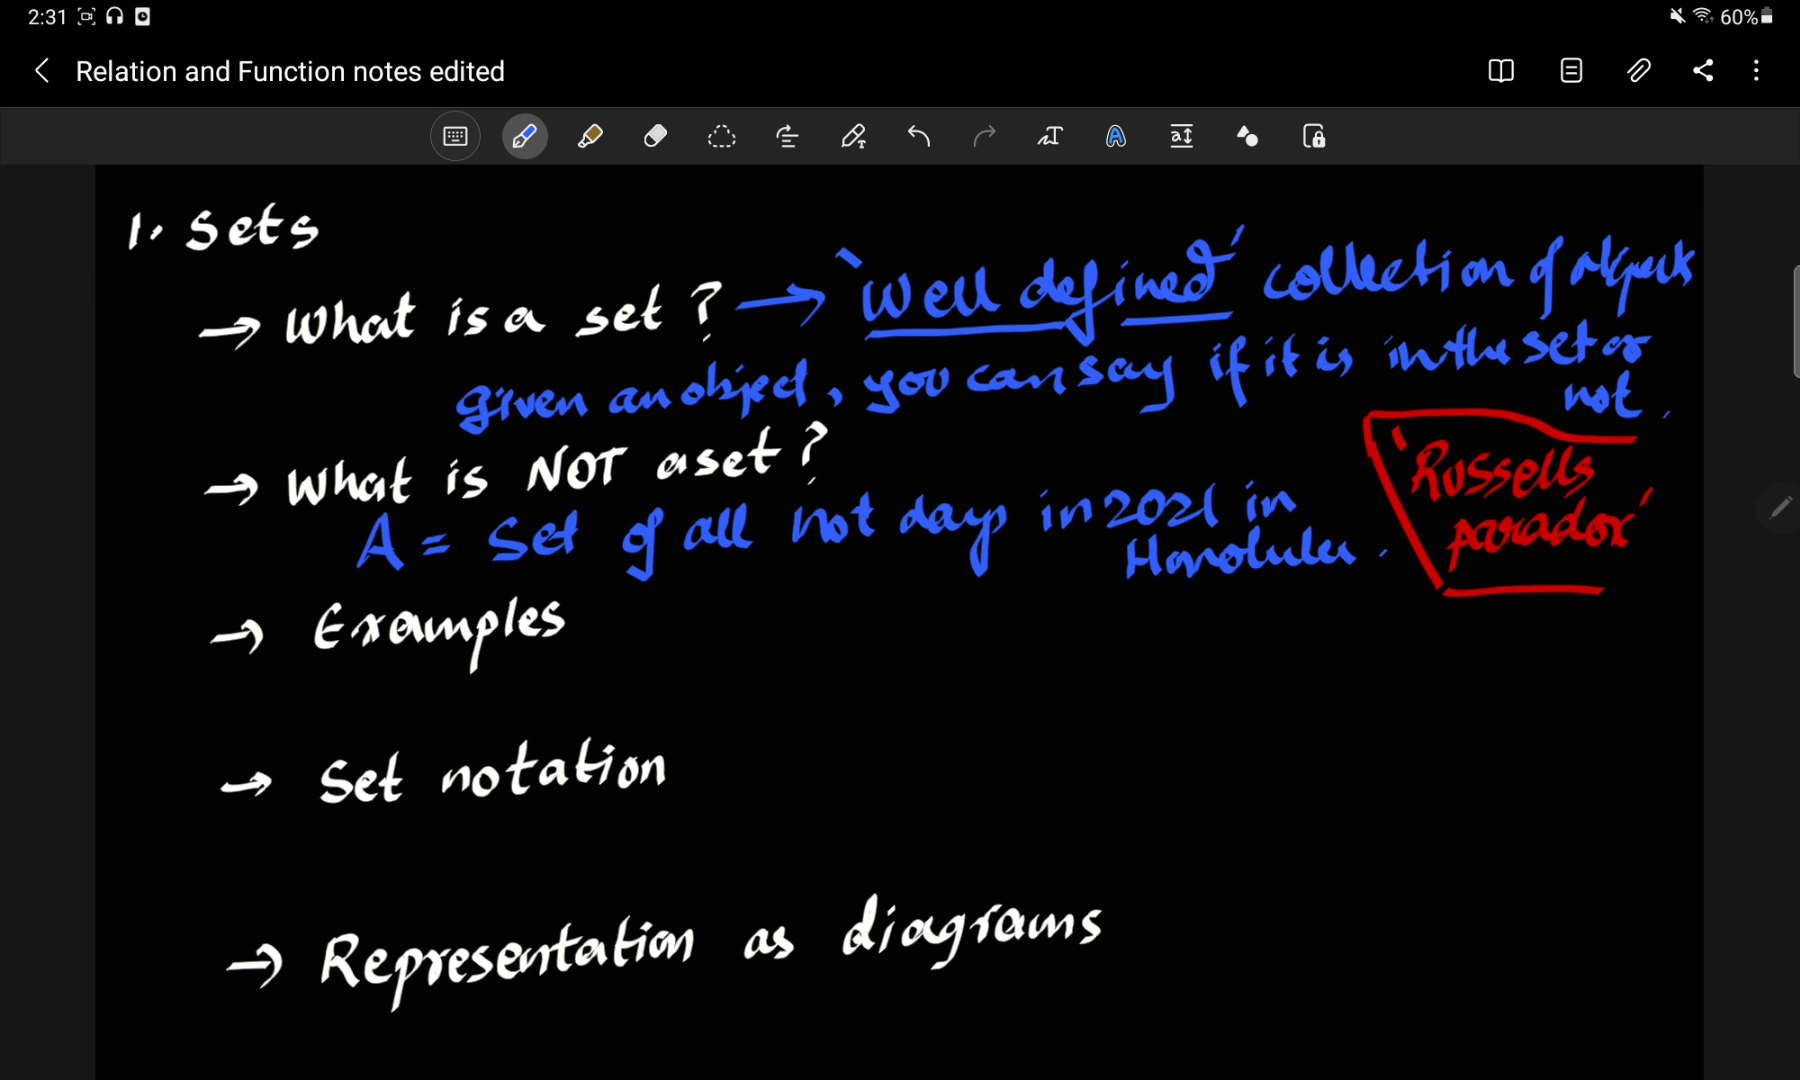 2:31
60%
Relation and Function notes edited
1. Sets
→ What is a set ? → 'Well defined' collection of objects
given an object, you can say if it is in the set or
not.
→ What is NOT a set ?
A = Set of all hot days in 2021 in
Honolulu.
'Russells
paradox'
→ Examples
→ Set notation
→ Representation as diagrams